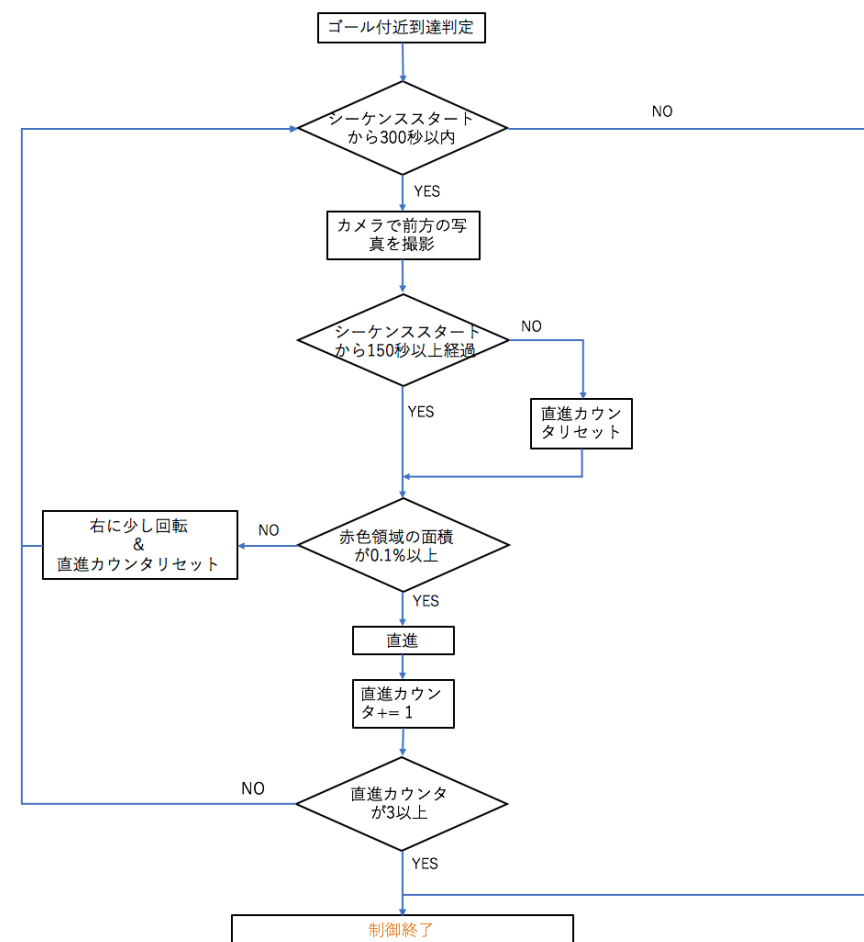 ゴール付近到達判定
シーケンススタート
から300秒以内
NO
YES
カメラで前方の写
真を撮影
シーケンススタート
から150秒以上経過
NO
YES
直進カウン
タリセット
赤色領域の面積
が0.1%以上
NO
右に少し回転
&
直進カウンタリセット
YES
直進
直進カウン
タ+= 1
直進カウンタ
が3以上
NO
YES
制御終了